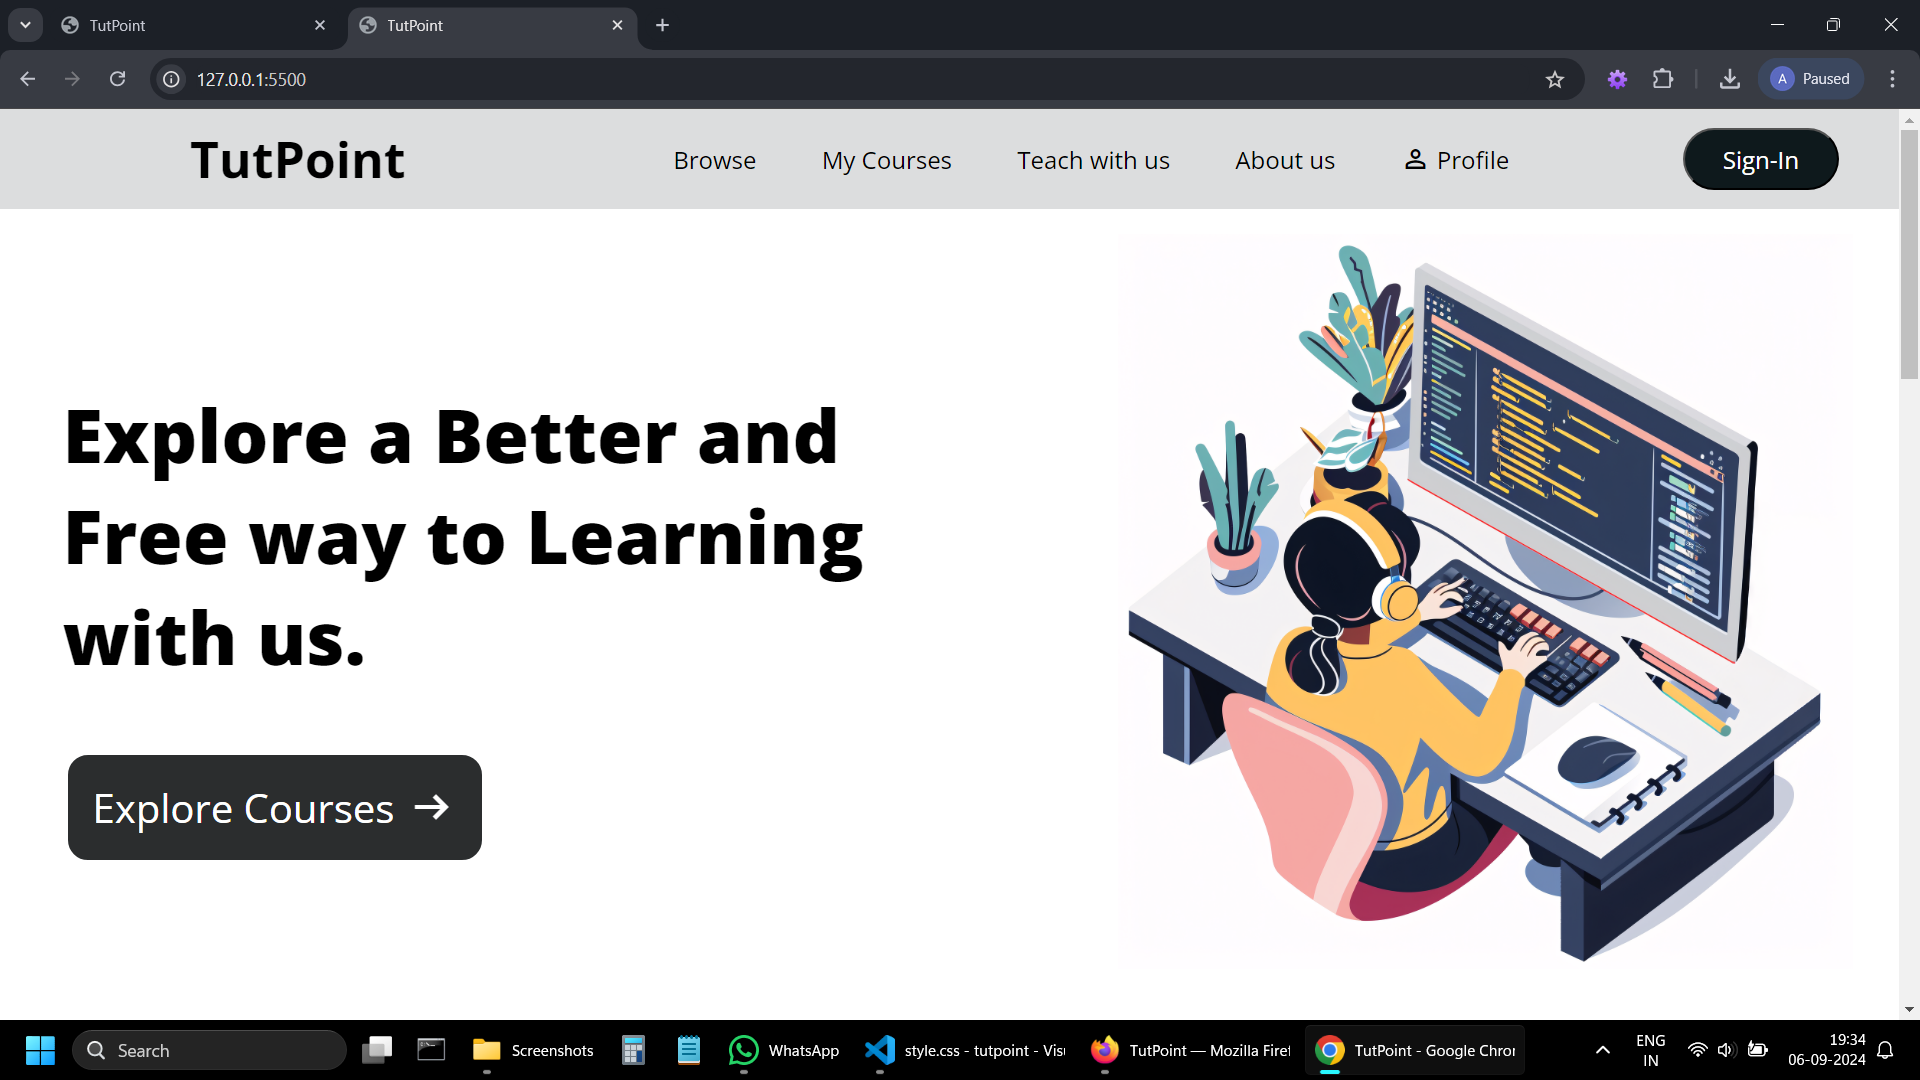 TutPoint
TutPoint
127.0.0.1:5500
A Paused
TutPoint
Browse
My Courses
Teach with us
About us
Profile
Sign-In
Explore a Better and
Free way to Learning
with us.
Explore Courses
Search
Screenshots
WhatsApp
style.css - tutpoint - Visu
TutPoint — Mozilla Firef
TutPoint - Google Chror
ENG
IN
19:34
06-09-2024